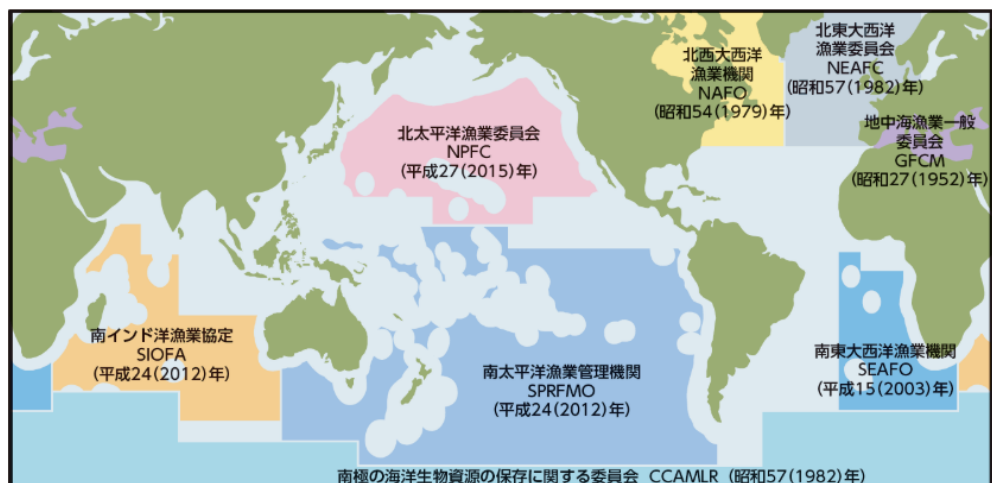 北西大西洋
漁業機関
NAFO
(昭和54(1979)年)
北東大西洋
漁業委員会
NEAFC
(昭和57(1982)年)
北太平洋漁業委員会
NPFC
(平成27(2015)年)
地中海漁業一般
委員会
GFCM
(昭和27(1952)年)
南インド洋漁業協定
SIOFA
(平成24(2012)年)
南太平洋漁業管理機関
SPRFMO
(平成24(2012)年)
南東大西洋漁業機関
SEAFO
(平成15(2003)年)
南極の海洋生物資源の保存に関する委員会 CCAMLR (昭和57(1982)年)